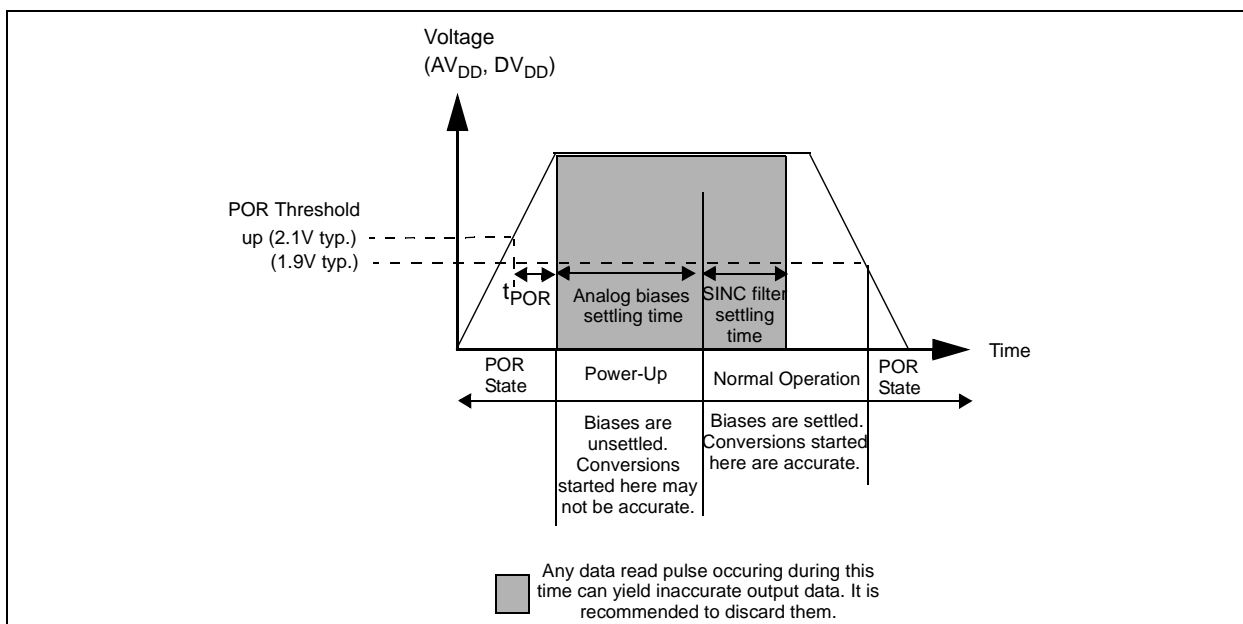 Voltage
(AVDD, DVDD)
POR Threshold
up (2.1V typ.)
(1.9V typ.)
tPOR
Analog biases
settling time
SINC filter
settling
time
Time
POR
State
Power-Up
Normal Operation
POR
State
Biases are
unsettled.
Conversions
started here may
not be accurate.
Biases are settled.
Conversions started
here are accurate.
Any data read pulse occuring during this
time can yield inaccurate output data. It is
recommended to discard them.